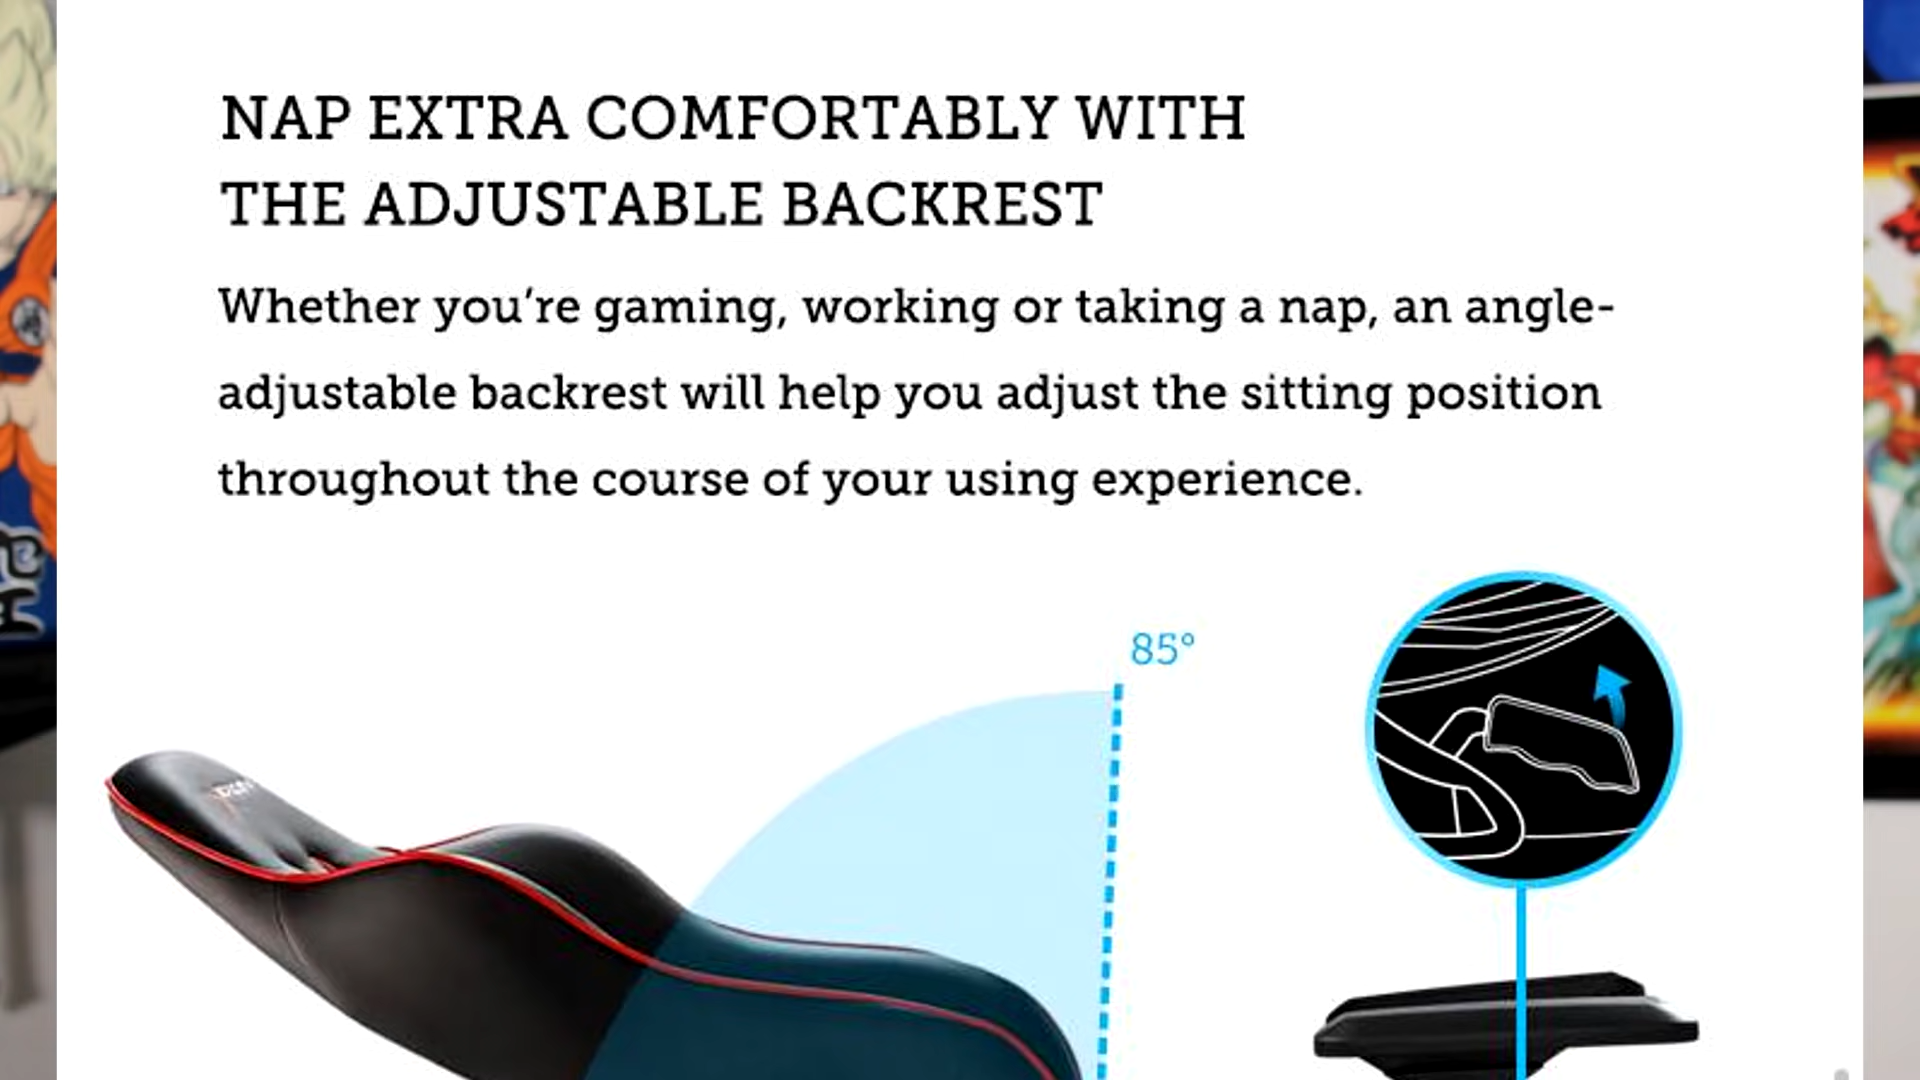 NAP EXTRA COMFORTABLY WITH
THE ADJUSTABLE BACKREST
Whether you’re gaming, working or taking a nap, an angle-
adjustable backrest will help you adjust the sitting position
throughout the course of your using experience.
85°